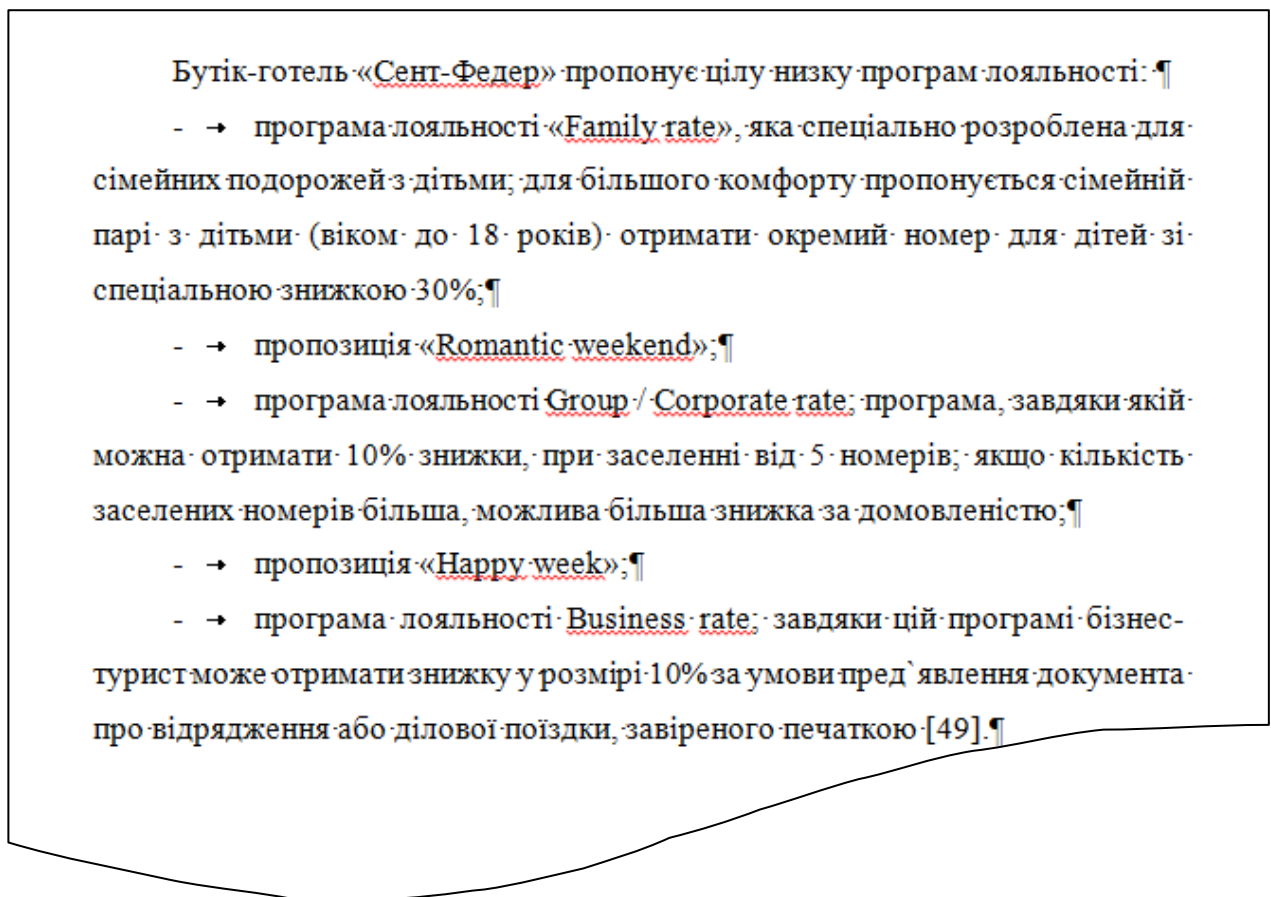 Бутік-готель «Сент-Федер» пропонує цілу низку програм лояльності: ¶
- → програма лояльності «Family rate», яка спеціально розроблена для
сімейних подорожей з дітьми; для більшого комфорту пропонується сімейній
парі з дітьми (віком до 18 років) отримати окремий номер для дітей зі
спеціальною знижкою 30%;¶
- → пропозиція «Romantic weekend»;¶
- → програма лояльності Group / Corporate rate; програма, завдяки якій
можна отримати 10% знижки, при заселенні від 5 номерів; якщо кількість
заселених номерів більша, можлива більша знижка за домовленістю;¶
- → пропозиція «Happy week»;¶
- → програма лояльності Business rate; завдяки цій програмі бізнес-
турист може отримати знижку у розмірі 10% за умови пред`явлення документа
про відрядження або ділової поїздки, завіреного печаткою [49].¶